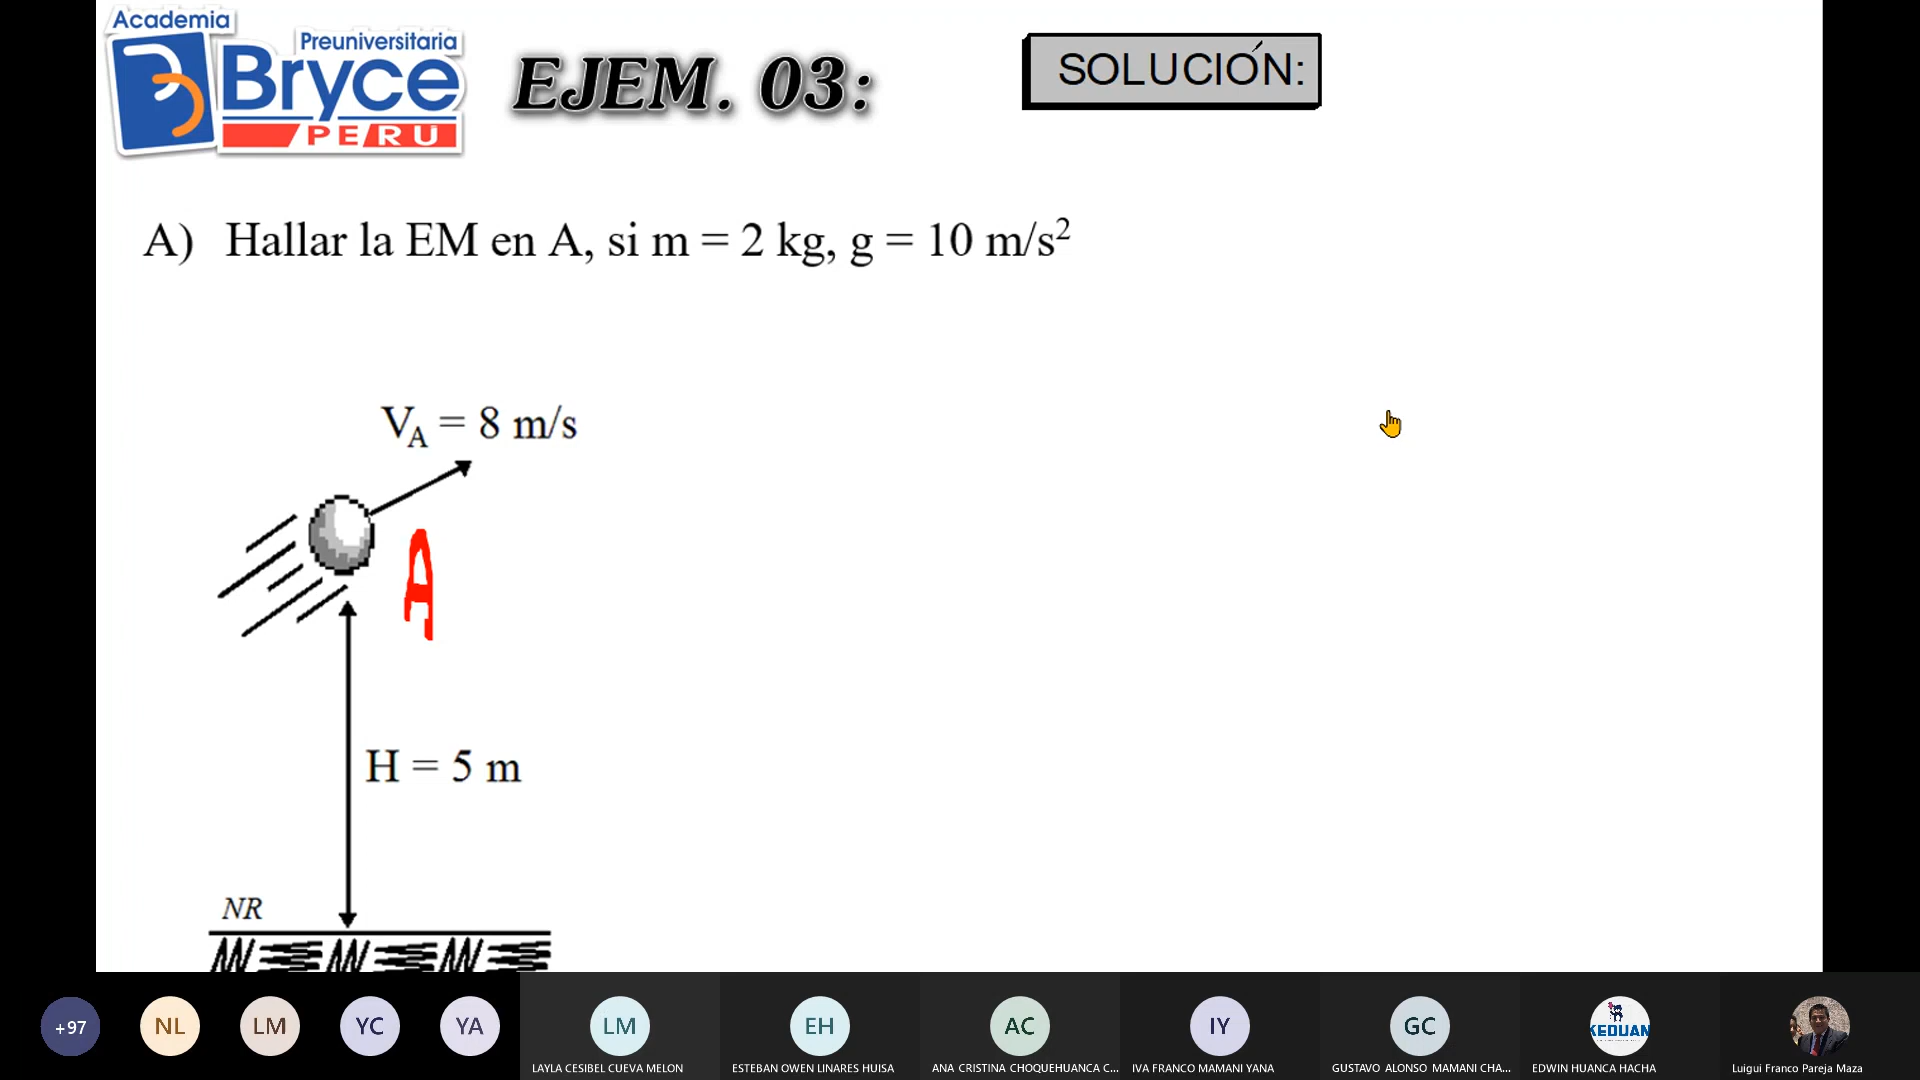 Academia
Preuniversitaria
Bryce
PERU
EJEM. 03:
SOLUCIÓN:
A) Hallar la EM en A, si m = 2 kg, g = 10 m/s²
V_A = 8 m/s
A
H = 5 m
NR
+97
NL
LM
YC
YA
LM
EH
AC
IY
GC
KEDUAN
LAYLA CESIBEL CUEVA MELON
ESTEBAN OWEN LINARES HUISA
ANA CRISTINA CHOQUEHUANCA C...
IVA FRANCO MAMANI YANA
GUSTAVO ALONSO MAMANI CHA...
EDWIN HUANCA HACHA
Luigui Franco Pareja Maza